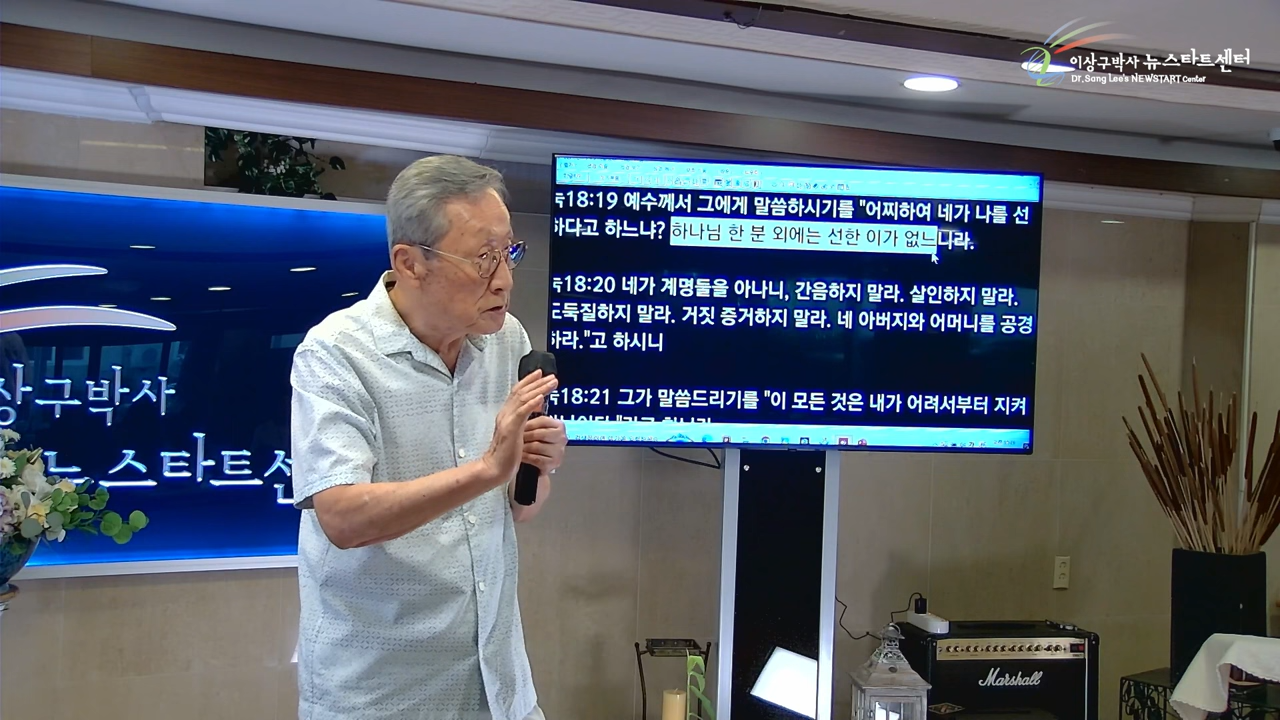 이상구박사 뉴스타트센터
Dr. Sang Lee's NEWSTART Center
18:19 예수께서 그에게 말씀하시기를 "어찌하여 네가 나를 선
하다고 하느냐? 하나님 한 분 외에는 선한 이가 없느니라.
18:20 네가 계명들을 아나니, 간음하지 말라. 살인하지 말라.
도둑질하지 말라. 거짓 증거하지 말라. 네 아버지와 어머니를 공경
하라."고 하시니
18:21 그가 말씀드리기를 "이 모든 것은 내가 어려서부터 지켜
상구박사
뉴스타트센
Marshall